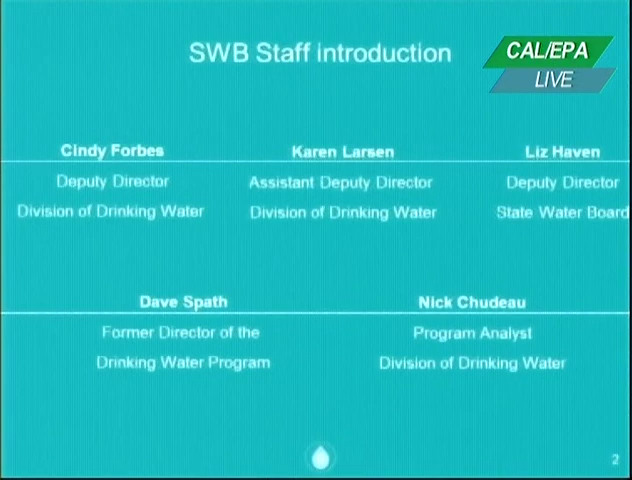 SWB Staff introduction
CAL/EPA
LIVE
Cindy Forbes
Deputy Director
Division of Drinking Water
Karen Larsen
Assistant Deputy Director
Division of Drinking Water
Liz Haven
Deputy Director
State Water Board
Dave Spath
Former Director of the
Drinking Water Program
Nick Chudeau
Program Analyst
Division of Drinking Water
2